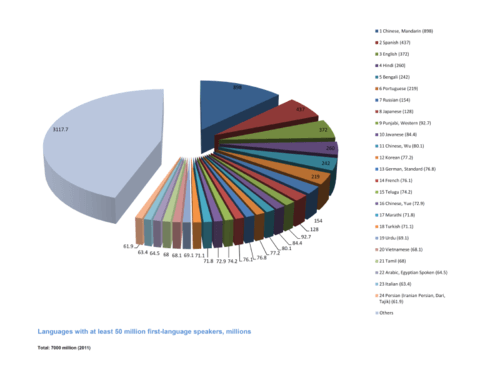 898
437
372
260
242
219
154
128
92.7
84.4
80.1
77.2
76.8
76.1
74.2
72.9
71.8
71.1
69.1
68.1
68
64.5
63.4
61.9
3117.7
1 Chinese, Mandarin (898)
2 Spanish (437)
3 English (372)
4 Hindi (260)
5 Bengali (242)
6 Portuguese (219)
7 Russian (154)
8 Japanese (128)
9 Punjabi, Western (92.7)
10 Javanese (84.4)
11 Chinese, Wu (80.1)
12 Korean (77.2)
13 German, Standard (76.8)
14 French (76.1)
15 Telugu (74.2)
16 Chinese, Yue (72.9)
17 Marathi (71.8)
18 Turkish (71.1)
19 Urdu (69.1)
20 Vietnamese (68.1)
21 Tamil (68)
22 Arabic, Egyptian Spoken (64.5)
23 Italian (63.4)
24 Persian (Iranian Persian, Dari,
Tajik) (61.9)
Others
Languages with at least 50 million first-language speakers, millions
Total: 7059 million (2011)